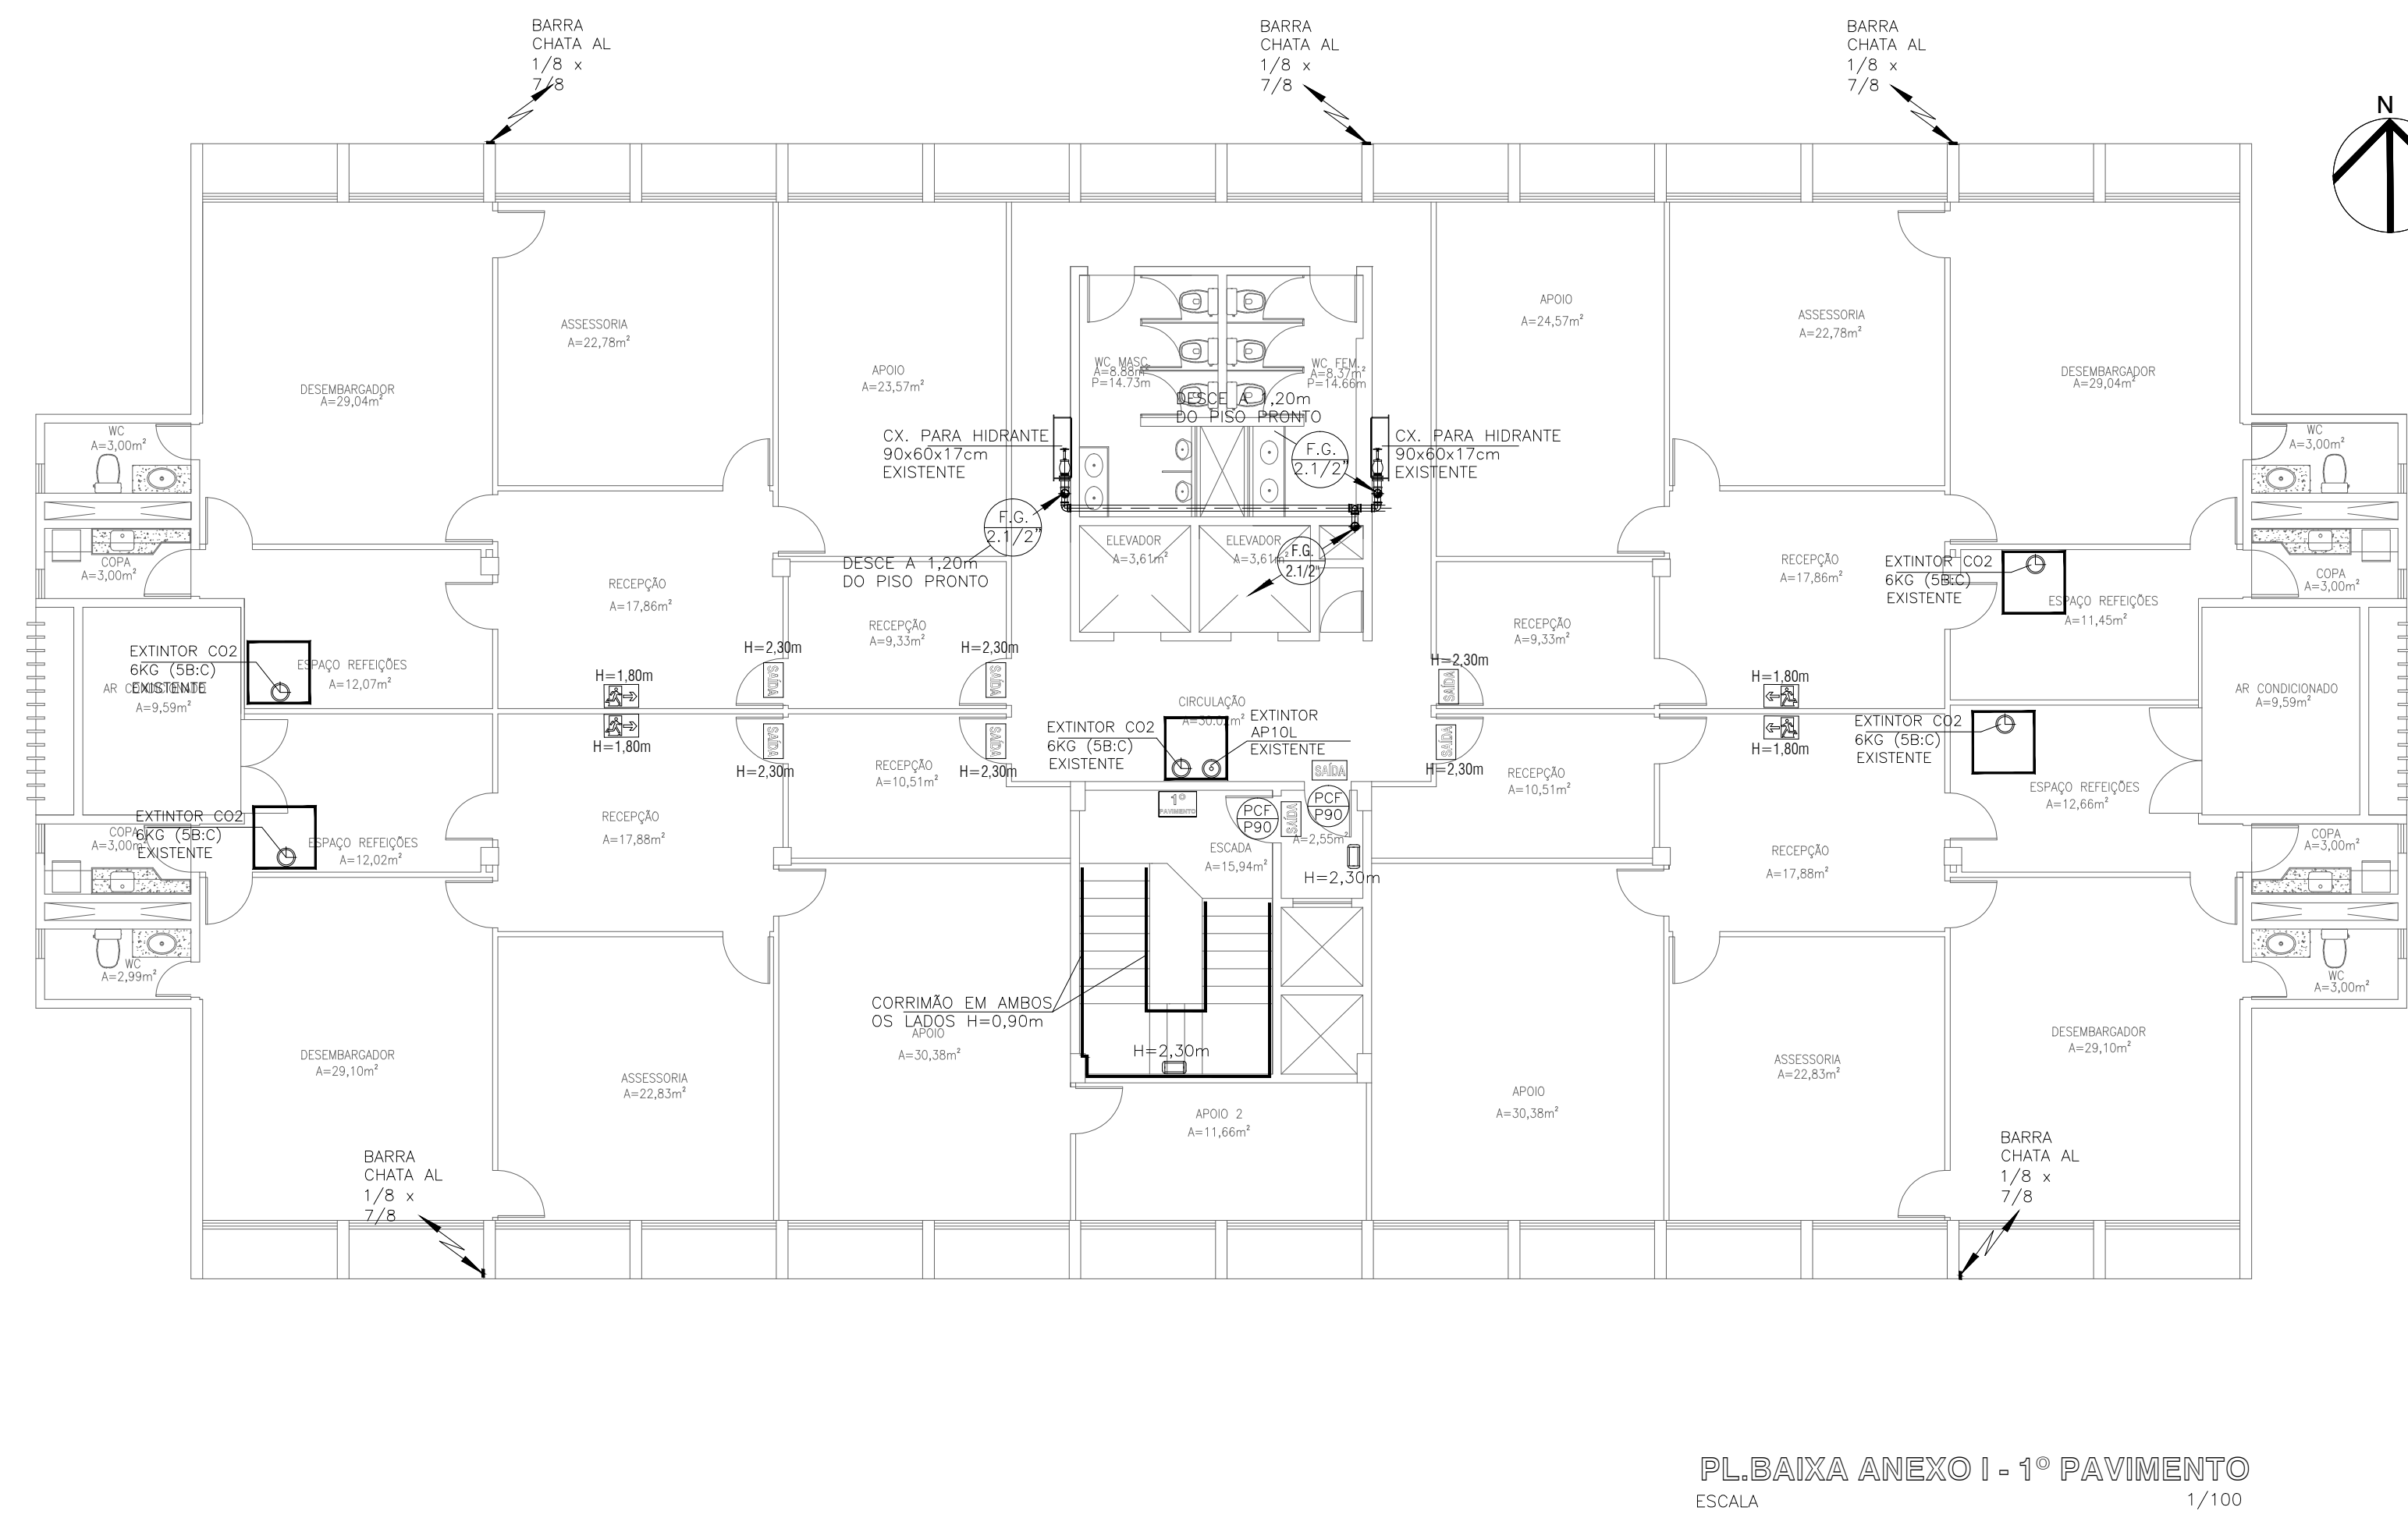 BARRA
CHATA AL
1/8 x
7/8
BARRA
CHATA AL
1/8 x
7/8
BARRA
CHATA AL
1/8 x
7/8
N
DESEMBARGADOR
A=29,04m²
ASSESSORIA
A=22,78m²
APOIO
A=23,57m²
WC MASC.
A=8.88m²
P=14.73m
WC FEM.
A=8.37m²
P=14.66m
APOIO
A=24,57m²
ASSESSORIA
A=22,78m²
DESEMBARGADOR
A=29,04m²
DESCE A 1,20m
DO PISO PRONTO
WC
A=3,00m²
CX. PARA HIDRANTE
90x60x17cm
EXISTENTE
F.G.
2.1/2"
CX. PARA HIDRANTE
90x60x17cm
EXISTENTE
WC
A=3,00m²
F.G.
2.1/2"
DESCE A 1,20m
DO PISO PRONTO
ELEVADOR
A=3,61m²
ELEVADOR
A=3,61m²
F.G.
2.1/2"
COPA
A=3,00m²
RECEPÇÃO
A=17,86m²
RECEPÇÃO
A=9,33m²
RECEPÇÃO
A=9,33m²
RECEPÇÃO
A=17,86m²
EXTINTOR CO2
6KG (5B:C)
EXISTENTE
ESPAÇO REFEIÇÕES
A=11,45m²
COPA
A=3,00m²
EXTINTOR CO2
6KG (5B:C)
EXISTENTE
AR CONDICIONADO
A=9,59m²
ESPAÇO REFEIÇÕES
A=12,07m²
H=1,80m
H=1,80m
H=2,30m
SAÍDA
SAÍDA
H=2,30m
H=2,30m
SAÍDA
SAÍDA
H=2,30m
CIRCULAÇÃO
A=30.02m²
EXTINTOR CO2
6KG (5B:C)
EXISTENTE
EXTINTOR
AP10L
EXISTENTE
H=2,30m
SAÍDA
SAÍDA
H=2,30m
H=1,80m
H=1,80m
EXTINTOR CO2
6KG (5B:C)
EXISTENTE
AR CONDICIONADO
A=9,59m²
RECEPÇÃO
A=10,51m²
RECEPÇÃO
A=10,51m²
SAÍDA
1º
PAVIMENTO
PCF
P90
SAÍDA
PCF
P90
A=2,55m²
H=2,30m
ESCADA
A=15,94m²
ESPAÇO REFEIÇÕES
A=12,66m²
EXTINTOR CO2
6KG (5B:C)
EXISTENTE
COPA
A=3,00m²
ESPAÇO REFEIÇÕES
A=12,02m²
RECEPÇÃO
A=17,88m²
RECEPÇÃO
A=17,88m²
COPA
A=3,00m²
WC
A=2,99m²
WC
A=3,00m²
CORRIMÃO EM AMBOS
OS LADOS H=0,90m
APOIO
A=30,38m²
H=2,30m
DESEMBARGADOR
A=29,10m²
ASSESSORIA
A=22,83m²
APOIO 2
A=11,66m²
APOIO
A=30,38m²
ASSESSORIA
A=22,83m²
DESEMBARGADOR
A=29,10m²
BARRA
CHATA AL
1/8 x
7/8
BARRA
CHATA AL
1/8 x
7/8
PL.BAIXA ANEXO I - 1º PAVIMENTO
ESCALA 1/100